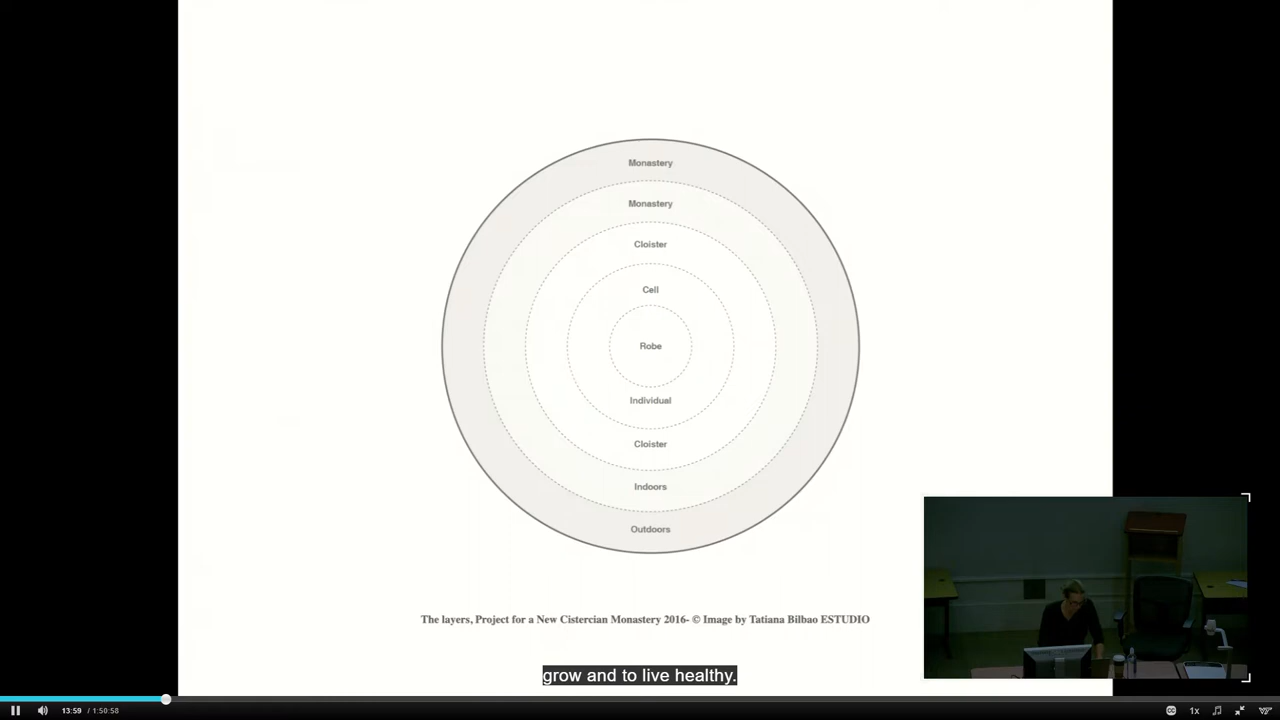 Monastery
Monastery
Cloister
Cell
Robe
Individual
Cloister
Indoors
Outdoors
The layers, Project for a New Cistercian Monastery 2016- © Image by Tatiana Bilbao ESTUDIO
grow and to live healthy.
13:59 / 1:50:58
CC
1x